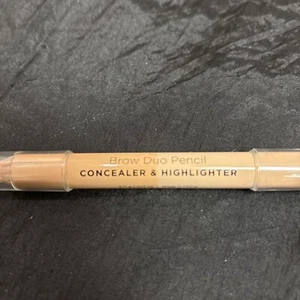 Brow Duo Pencil
CONCEALER & HIGHLIGHTER